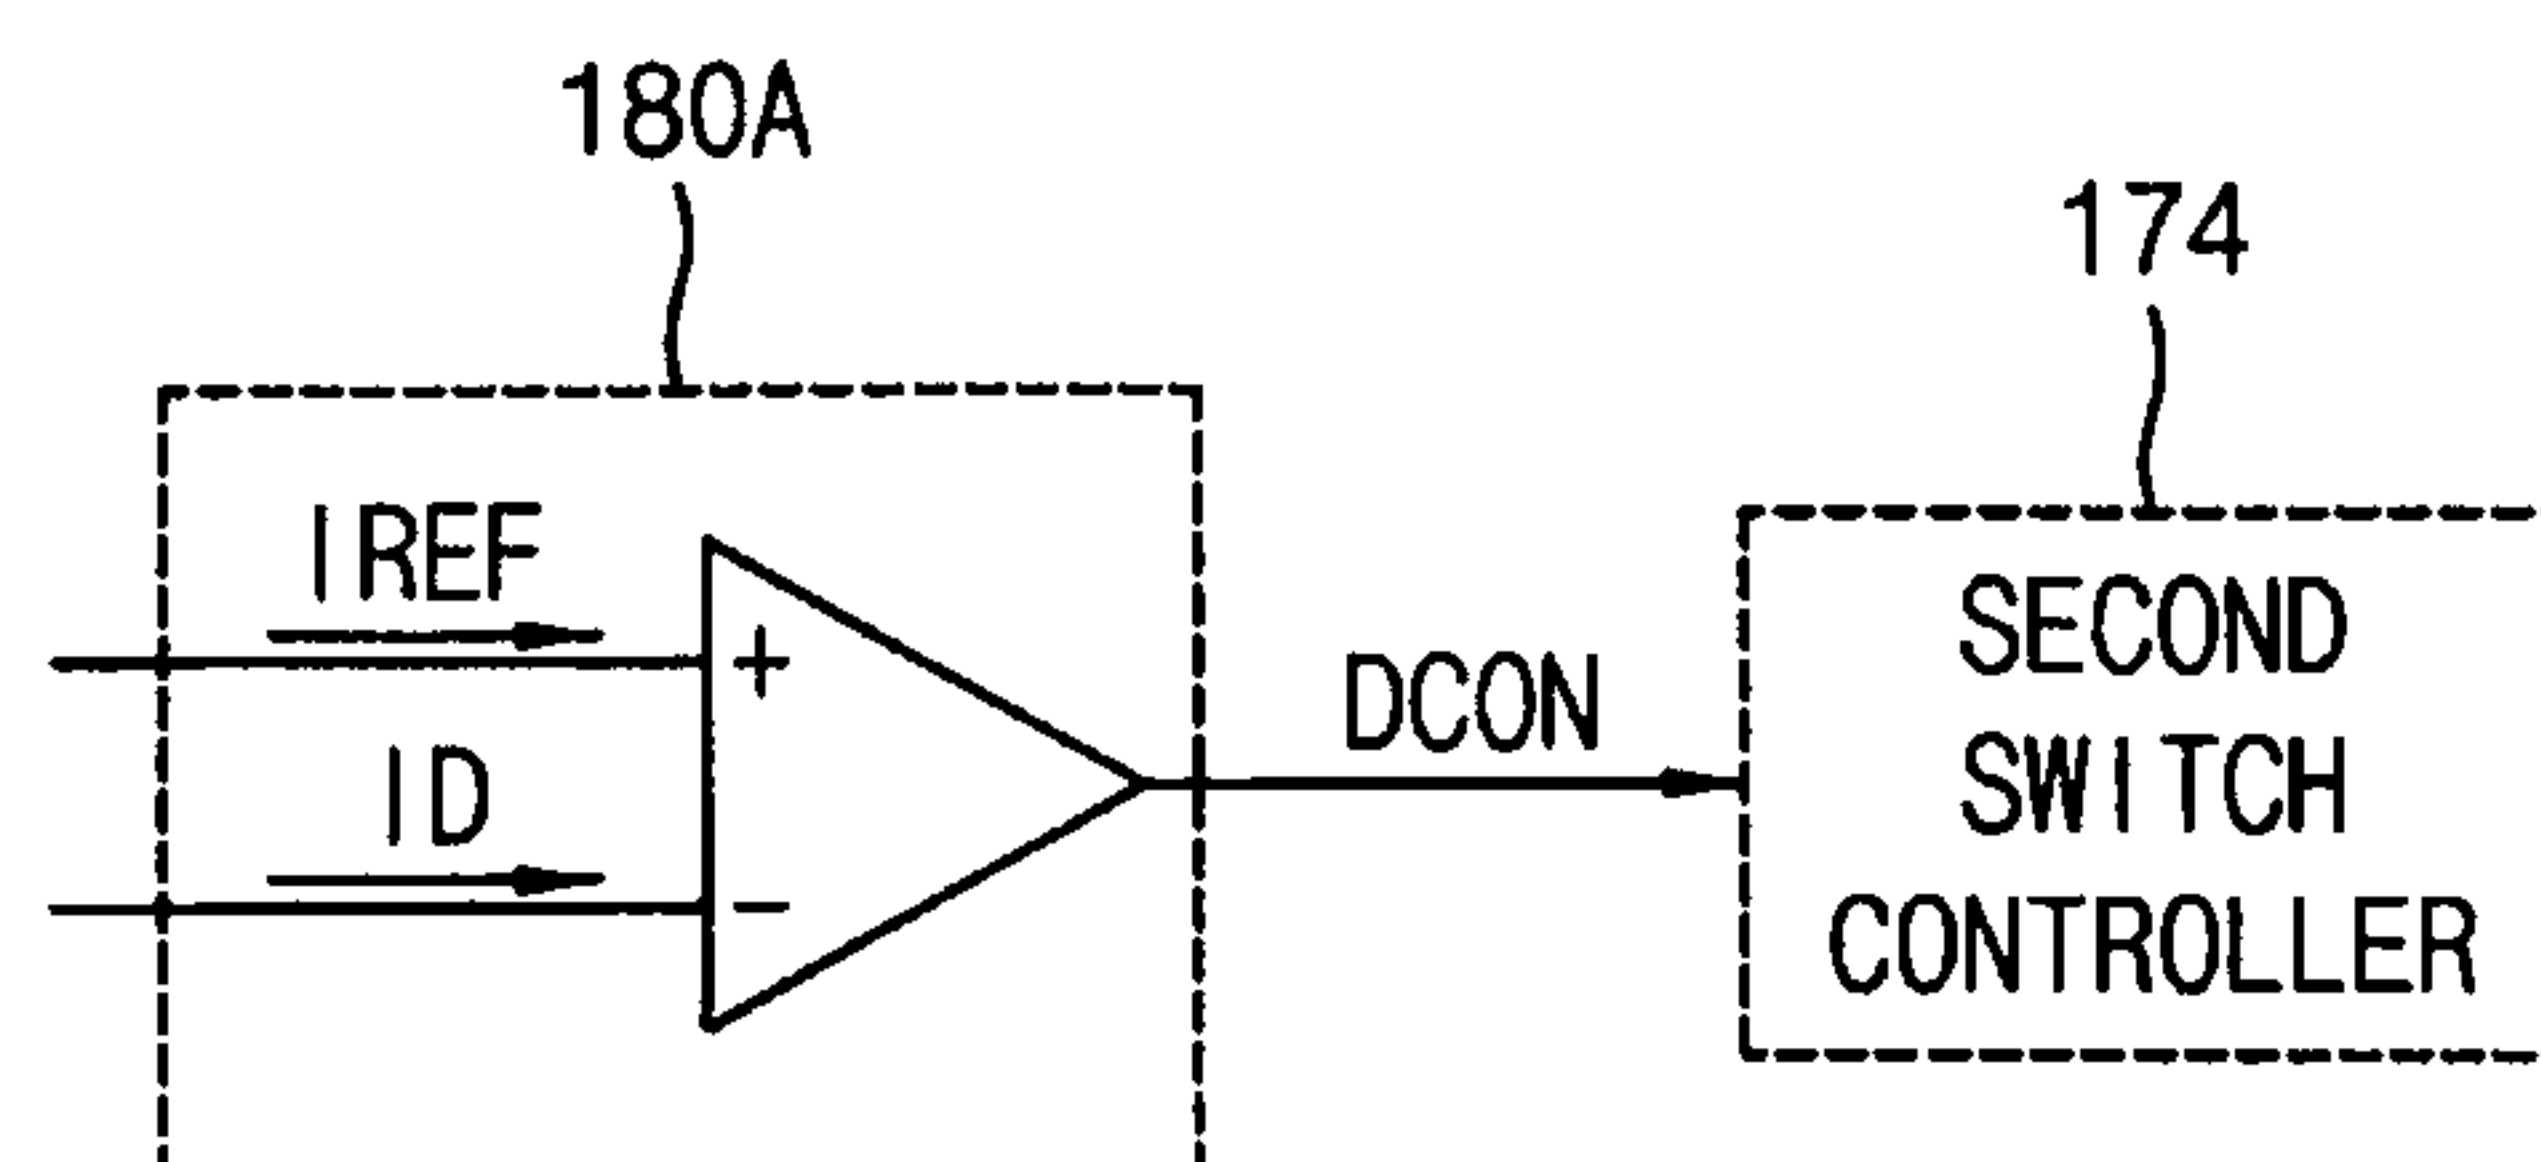 180A
174
IREF
+
ID
−
DCON
SECOND
SWITCH
CONTROLLER